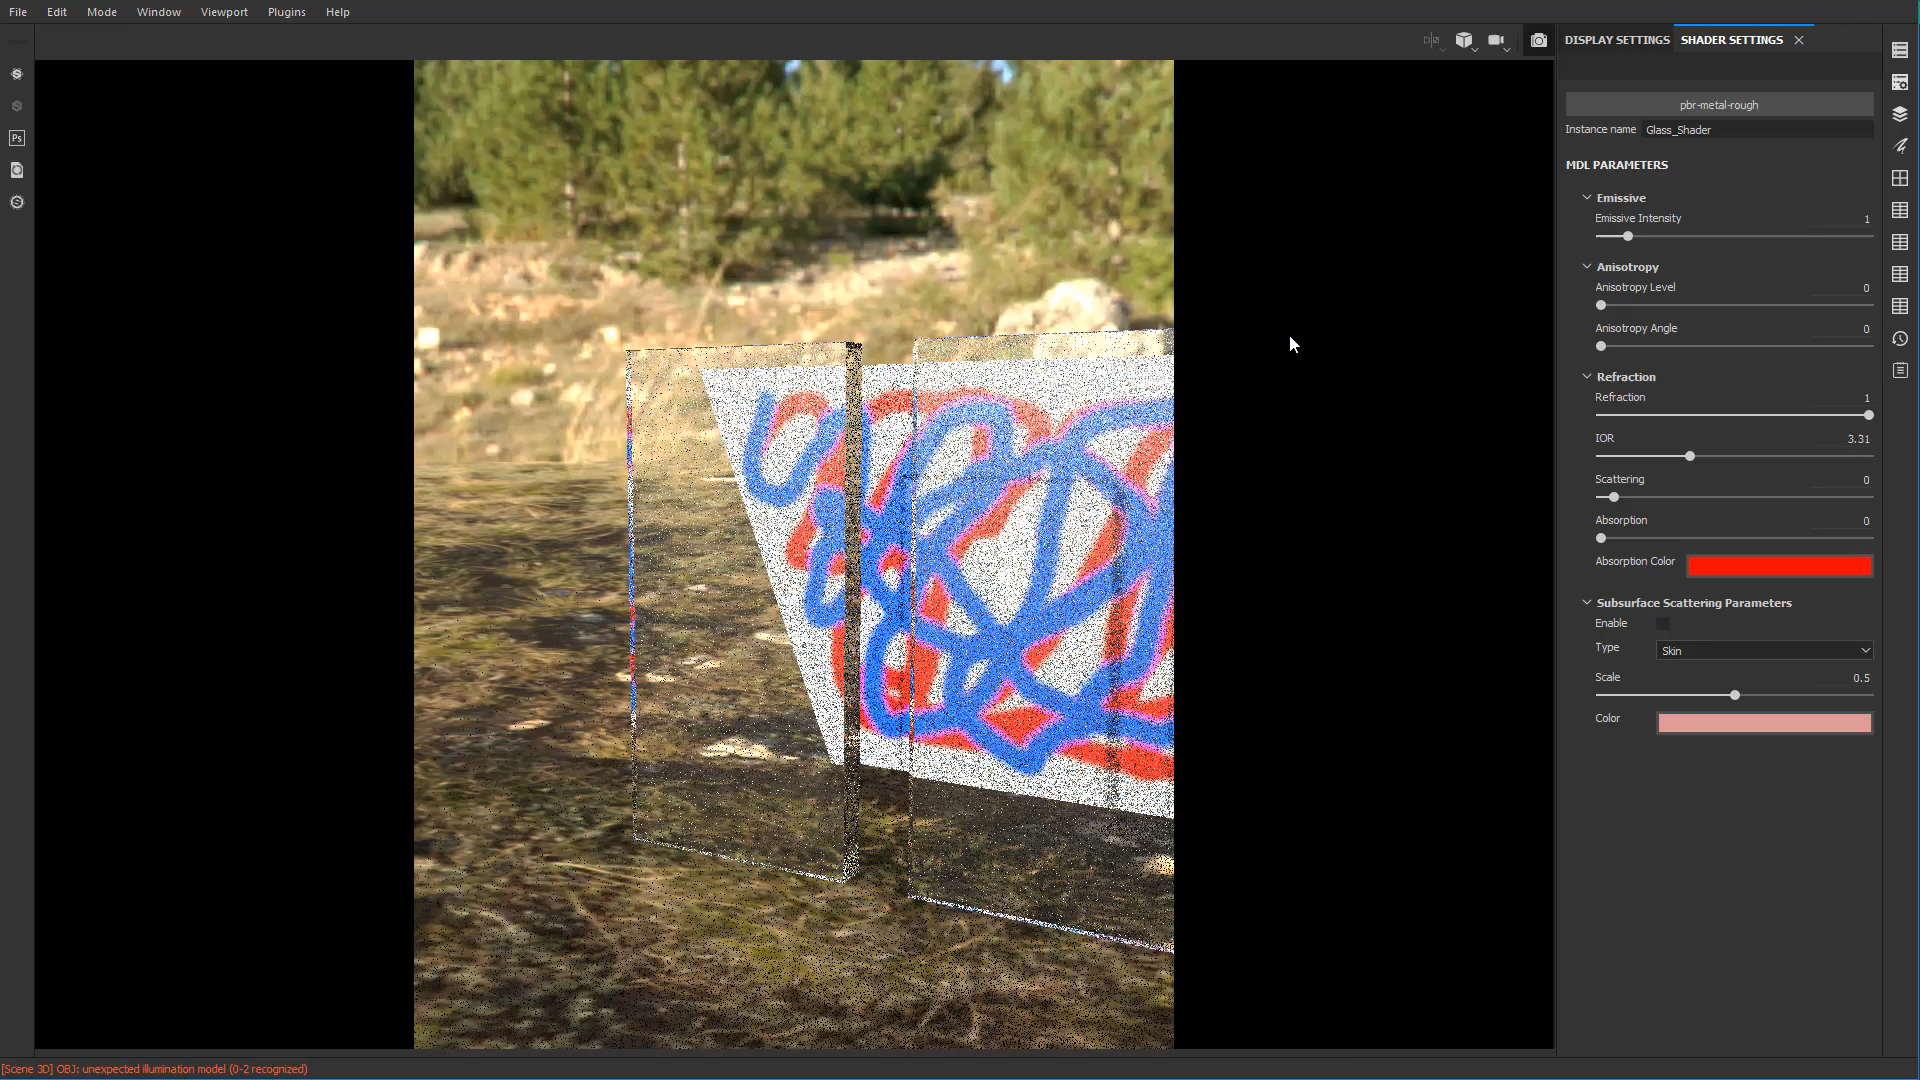 File Edit Mode Window Viewport Plugins Help
DISPLAY SETTINGS SHADER SETTINGS
Ps
pbr-metal-rough
Instance name Glass_Shader
MDL PARAMETERS
Emissive
Emissive Intensity 1
Anisotropy
Anisotropy Level 0
Anisotropy Angle 0
Refraction
Refraction 1
IOR 3.31
Scattering 0
Absorption 0
Absorption Color
Subsurface Scattering Parameters
Enable
Type Skin
Scale 0.5
Color
[Scene 3D] OBJ: unexpected illumination model (0-2 recognized)